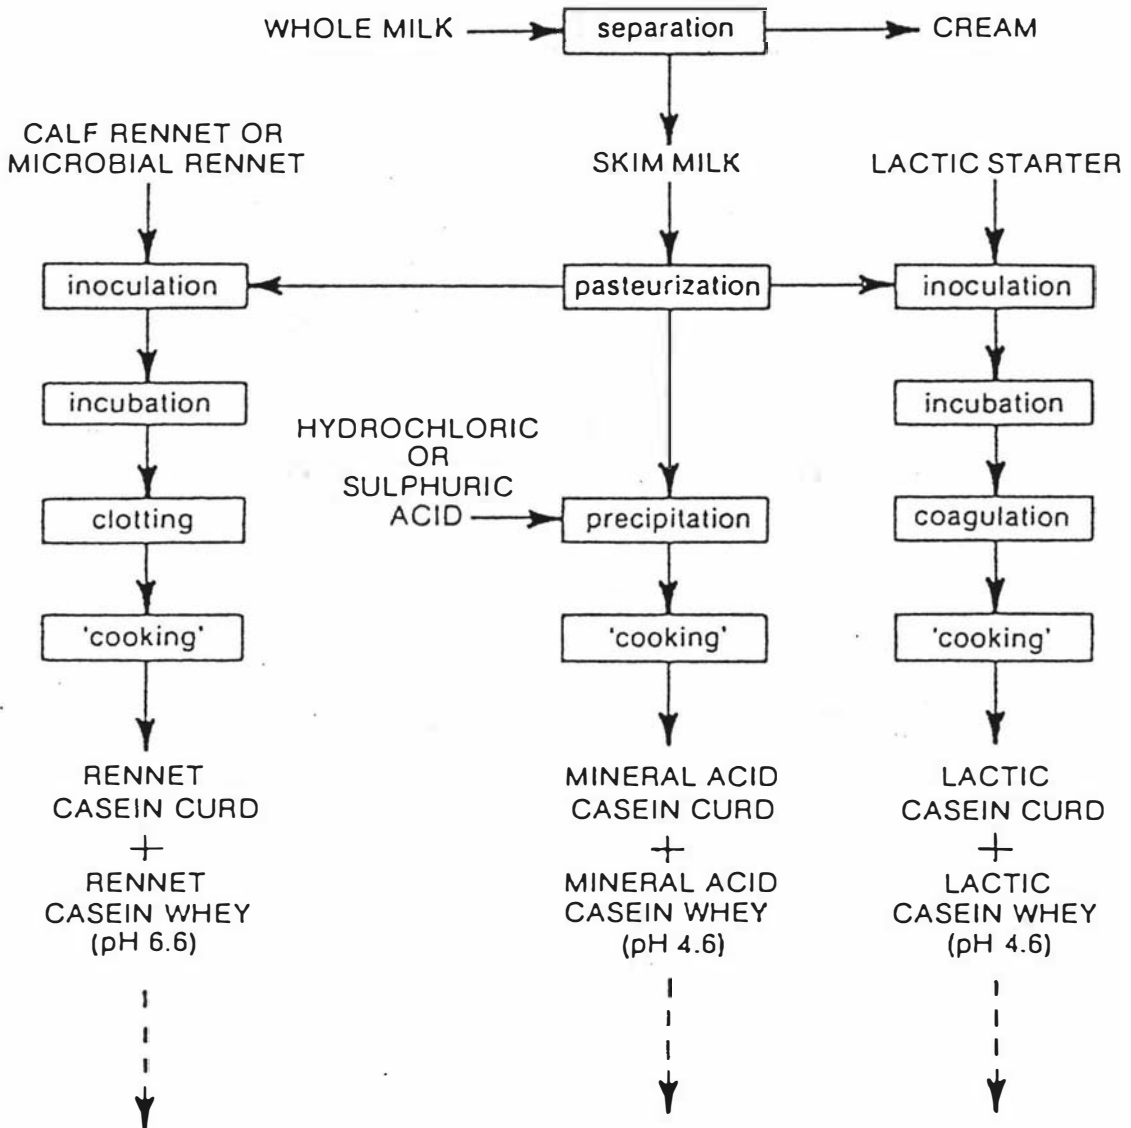 WHOLE MILK
separation
CREAM
CALF RENNET OR
MICROBIAL RENNET
SKIM MILK
LACTIC STARTER
inoculation
pasteurization
inoculation
incubation
incubation
HYDROCHLORIC
OR
SULPHURIC
ACID
clotting
precipitation
coagulation
'cooking'
'cooking'
'cooking'
RENNET
CASEIN CURD
+
RENNET
CASEIN WHEY
(pH 6.6)
MINERAL ACID
CASEIN CURD
+
MINERAL ACID
CASEIN WHEY
(pH 4.6)
LACTIC
CASEIN CURD
+
LACTIC
CASEIN WHEY
(pH 4.6)